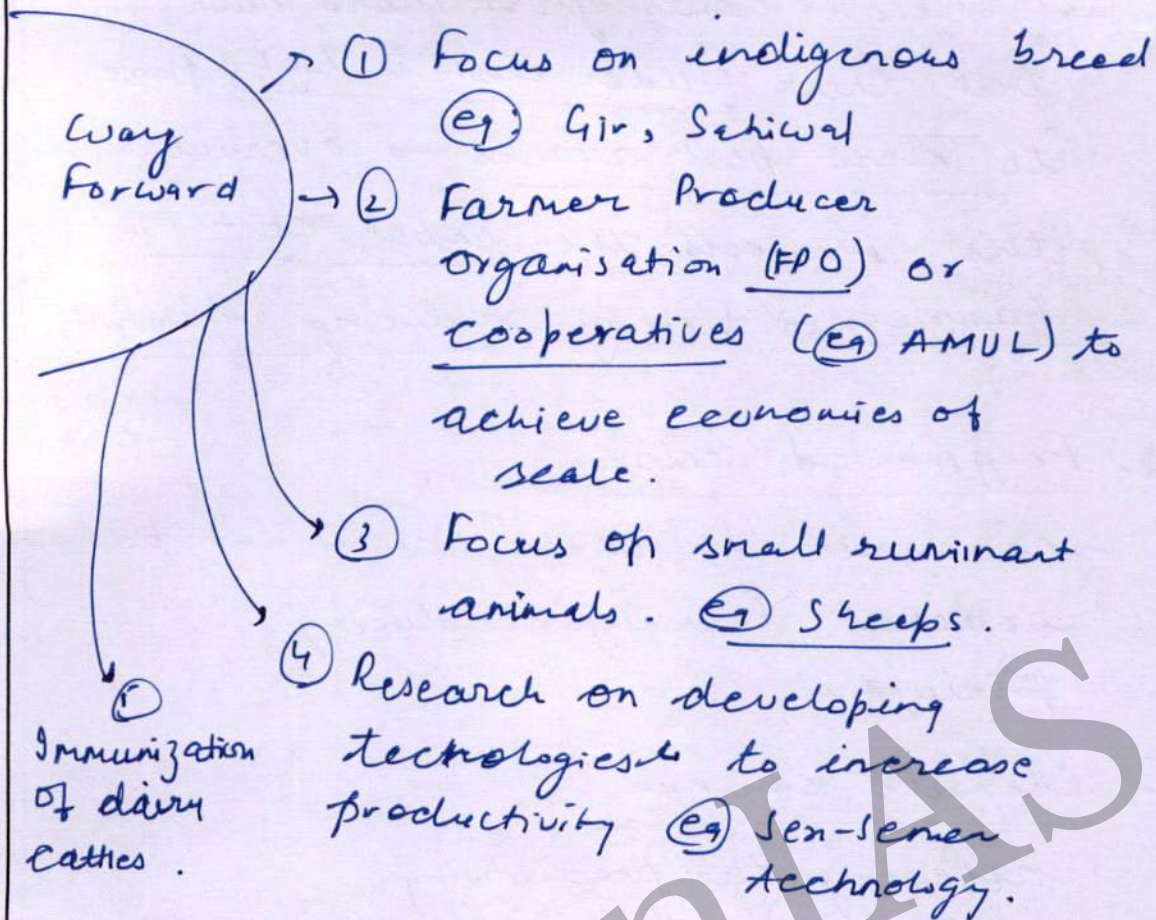 Way
Forward
① Focus on indigenous breed
eg: Gir, Sahiwal
② Farmer Producer
Organisation (FPO) or
cooperatives (eg AMUL) to
achieve economies of
scale.
③ Focus on small ruminant
animals. eg Sheeps.
④ Research on developing
technologies to increase
productivity eg Sex-Semen
Technology.
⑤
Immunization
of dairy
cattles.
IAS